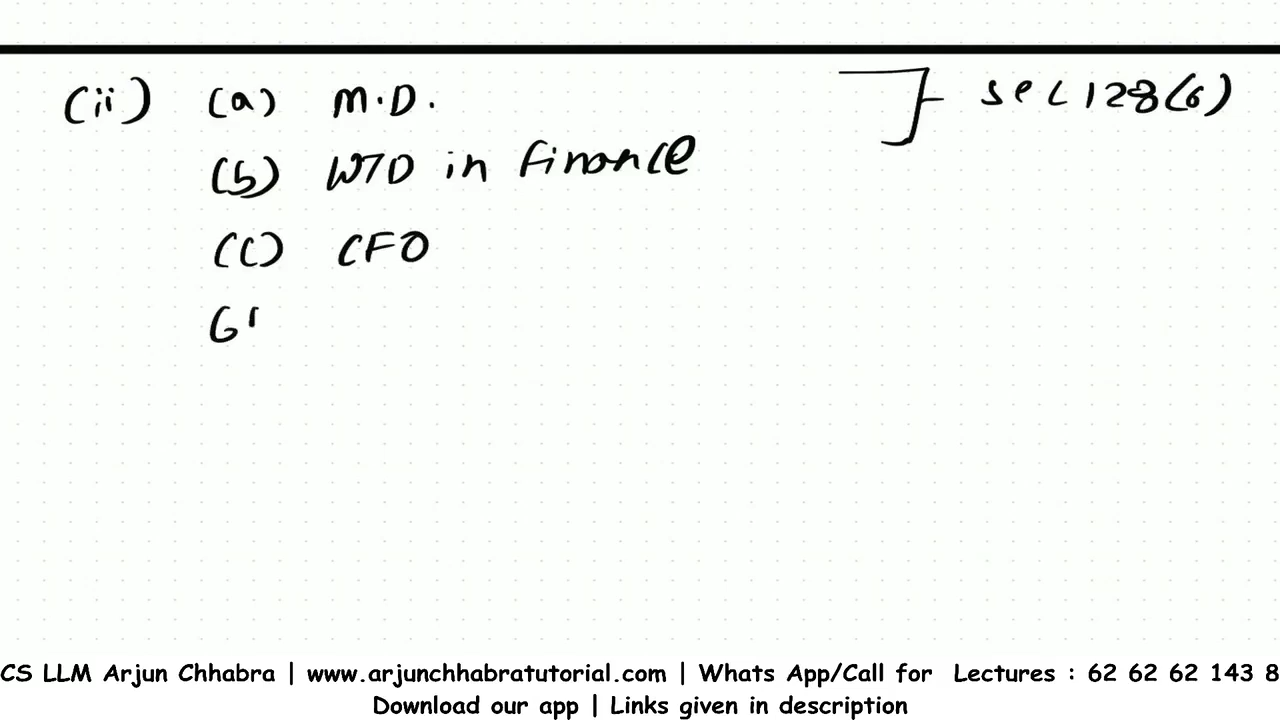 (ii) (a) M.D. Sec 128(6)
(b) WTD in finance
(c) CFO
CS LLM Arjun Chhabra | www.arjunchhabratutorial.com | Whats App/Call for Lectures : 62 62 62 143 8
Download our app | Links given in description